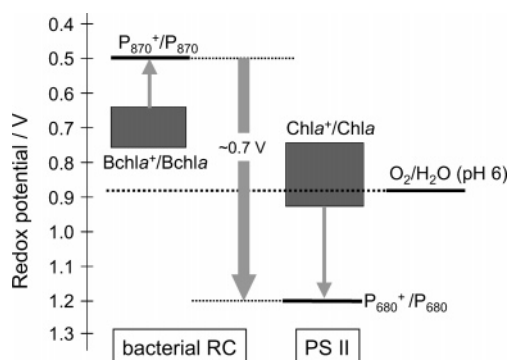 Redox potential / V
0.5
0.6
0.7
0.8
0.9
1.0
1.1
1.2
1.3
P870+/P870
Bchla+/Bchla
~0.7 V
Chla+/Chla
O2/H2O (pH 6)
P680+/P680
bacterial RC
PS II